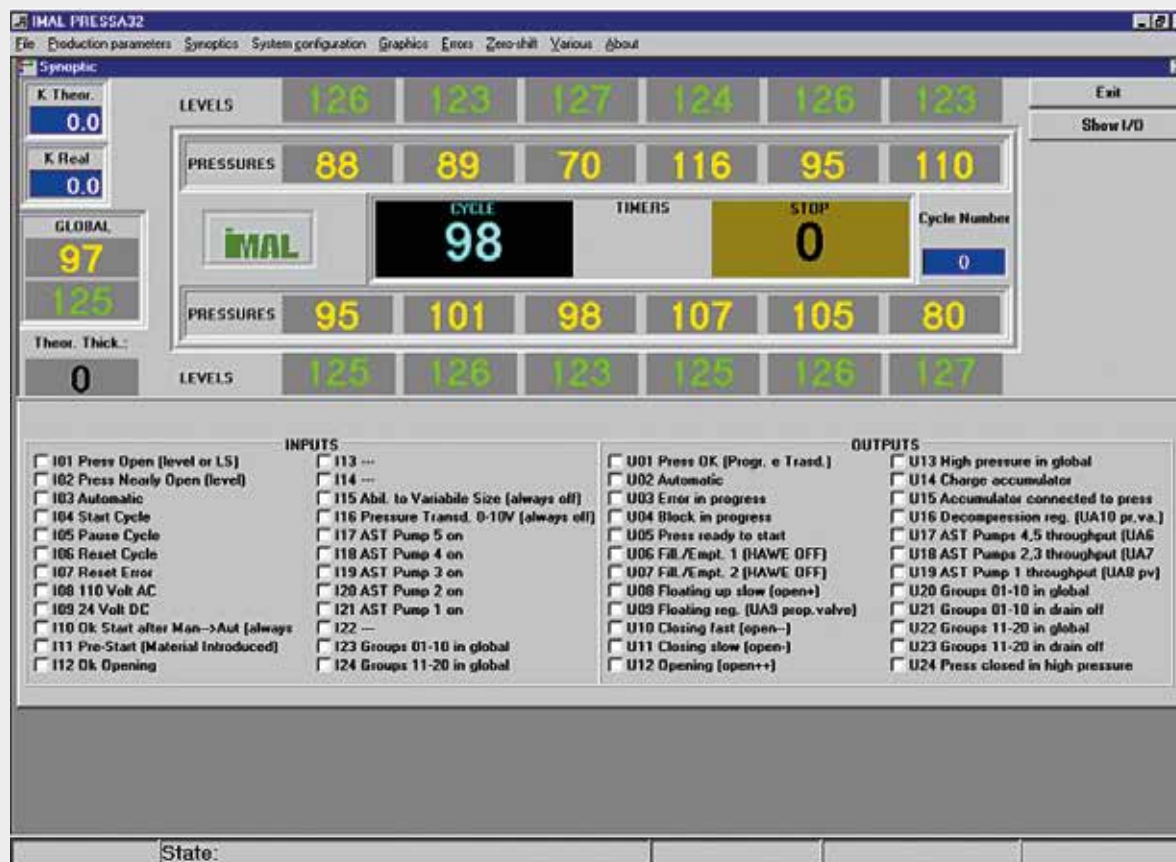 IMAL PRESSA32
File Production parameters Synoptics System configuration Graphics Errors Zero-shift Various About
Synoptic
K Theor.
0.0
K Real
0.0
GLOBAL
97
125
Theor. Thick.:
0
LEVELS 126 123 127 124 126 123
PRESSURES 88 89 70 116 95 110
IMAL
CYCLE
98
TIMERS
STOP
0
Cycle Number
0
PRESSURES 95 101 98 107 105 80
LEVELS 125 126 123 125 126 127
Exit
Show I/O
INPUTS
I01 Press Open (level or LS)
I02 Press Nearly Open (level)
I03 Automatic
I04 Start Cycle
I05 Pause Cycle
I06 Reset Cycle
I07 Reset Error
I08 110 Volt AC
I09 24 Volt DC
I10 Ok Start after Man-->Aut (always
I11 Pre-Start (Material Introduced)
I12 Ok Opening
I13 ---
I14 ---
I15 Abil. to Variabile Size (always off)
I16 Pressure Transd. 0-10V (always off)
I17 AST Pump 5 on
I18 AST Pump 4 on
I19 AST Pump 3 on
I20 AST Pump 2 on
I21 AST Pump 1 on
I22 ---
I23 Groups 01-10 in global
I24 Groups 11-20 in global
OUTPUTS
U01 Press OK (Progr. e Trasd.)
U02 Automatic
U03 Error in progress
U04 Block in progress
U05 Press ready to start
U06 Fill./Empt. 1 (HAWE OFF)
U07 Fill./Empt. 2 (HAWE OFF)
U08 Floating up slow (open+)
U09 Floating reg. (UA9 prop.valve)
U10 Closing fast (open--)
U11 Closing slow (open-)
U12 Opening (open++)
U13 High pressure in global
U14 Charge accumulator
U15 Accumulator connected to press
U16 Decompression reg. (UA10 pr.va.)
U17 AST Pumps 4,5 throughput (UA6
U18 AST Pumps 2,3 throughput (UA7
U19 AST Pump 1 throughput (UA8 pv)
U20 Groups 01-10 in global
U21 Groups 01-10 in drain off
U22 Groups 11-20 in global
U23 Groups 11-20 in drain off
U24 Press closed in high pressure
State: